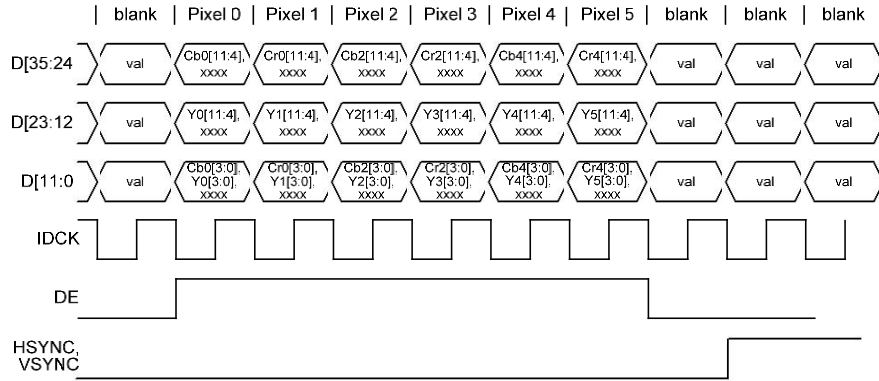 | blank | Pixel 0 | Pixel 1 | Pixel 2 | Pixel 3 | Pixel 4 | Pixel 5 | blank | blank | blank
D[35:24 val Cb0[11:4], Cr0[11:4], Cb2[11:4], Cr2[11:4], Cb4[11:4], Cr4[11:4], val val val
xxxx xxxx xxxx xxxx xxxx xxxx
D[23:12 val Y0[11:4], Y1[11:4], Y2[11:4], Y3[11:4], Y4[11:4], Y5[11:4], val val val
xxxx xxxx xxxx xxxx xxxx xxxx
Cb0[3:0], Cr0[3:0], Cb2[3:0], Cr2[3:0], Cb4[3:0], Cr4[3:0],
D[11:0 val Y0[3:0], Y1[3:0], Y2[3:0], Y3[3:0], Y4[3:0], Y5[3:0], val val val
xxxx xxxx xxxx xxxx xxxx xxxx
IDCK
DE
HSYNC,
VSYNC